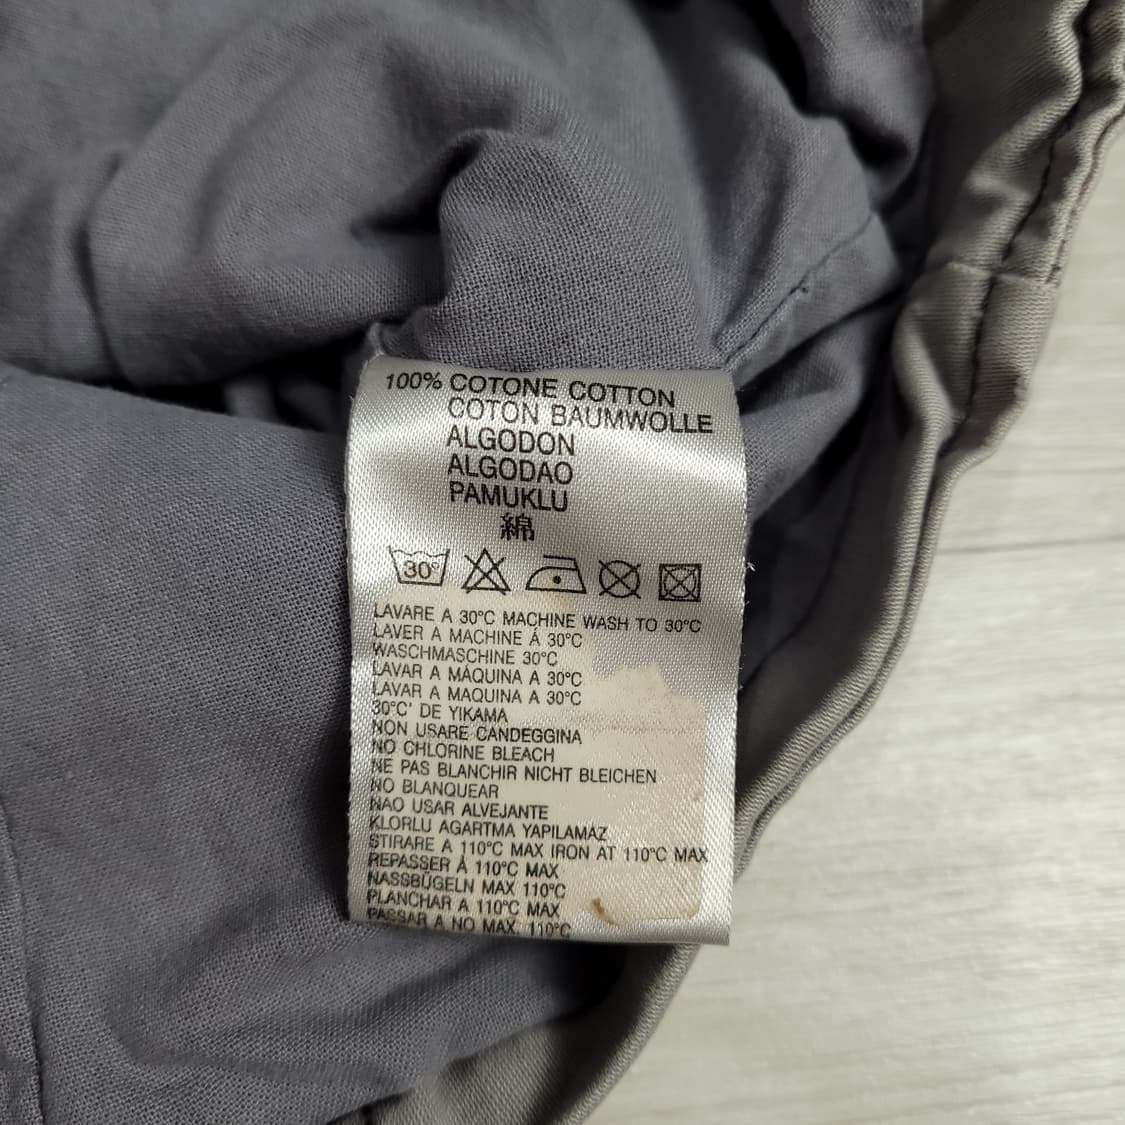 100% COTONE COTTON
COTON BAUMWOLLE
ALGODON
ALGODAO
PAMUKLU
綿
30°
LAVARE A 30°C MACHINE WASH TO 30°C
LAVER A MACHINE Á 30°C
WASCHMASCHINE 30°C
LAVAR A MÁQUINA A 30°C
LAVAR A MAQUINA A 30°C
30°C' DE YIKAMA
NON USARE CANDEGGINA
NO CHLORINE BLEACH
NE PAS BLANCHIR NICHT BLEICHEN
NO BLANQUEAR
NAO USAR ALVEJANTE
KLORLU AGARTMA YAPILAMAZ
STIRARE A 110°C MAX IRON AT 110°C MAX
REPASSER Á 110°C MAX
NASSBÜGELN MAX 110°C
PLANCHAR A 110°C MAX
PASSAR A NO MAX. 110°C